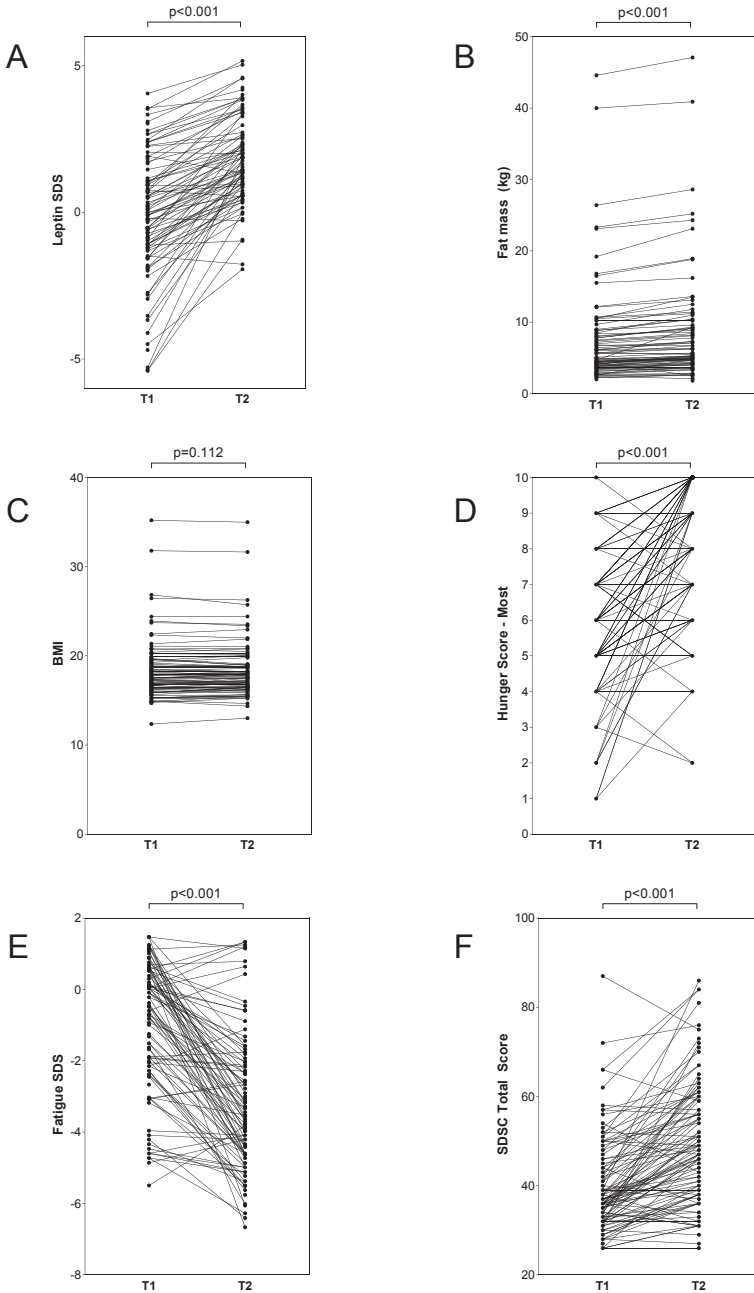 p<0.001
A
5
0
-5
Leptin SDS
T1 T2
p<0.001
B
50
40
30
20
10
0
Fat mass (kg)
T1 T2
p=0.112
C
40
30
20
10
0
BMI
T1 T2
p<0.001
D
10
9
8
7
6
5
4
3
2
1
0
Hunger Score - Most
T1 T2
p<0.001
E
2
0
-2
-4
-6
-8
Fatigue SDS
T1 T2
p<0.001
F
100
80
60
40
20
SDSC Total Score
T1 T2